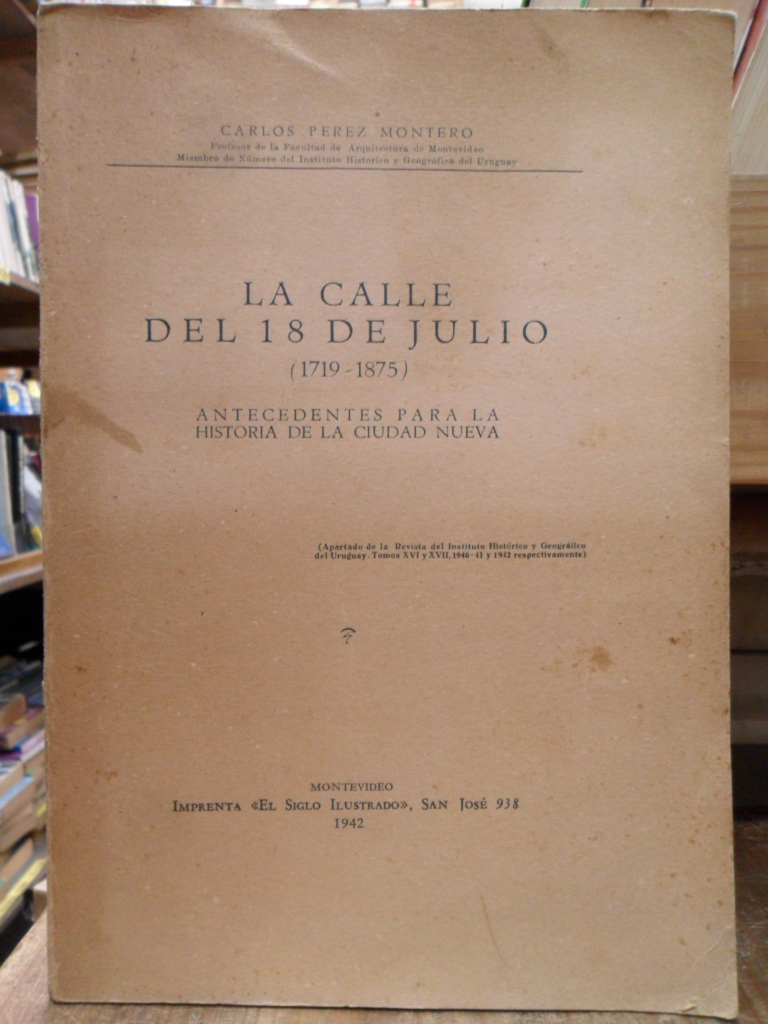 CARLOS PEREZ MONTERO
Profesor de la Facultad de Arquitectura de Montevideo
Miembro de Número del Instituto Histórico y Geográfico del Uruguay
LA CALLE
DEL 18 DE JULIO
(1719-1875)
ANTECEDENTES PARA LA
HISTORIA DE LA CIUDAD NUEVA
(Apartado de la Revista del Instituto Histórico y Geográfico
del Uruguay. Tomos XVI y XVII, 1940-41 y 1942 respectivamente)
MONTEVIDEO
IMPRENTA «EL SIGLO ILUSTRADO», SAN JOSÉ 938
1942